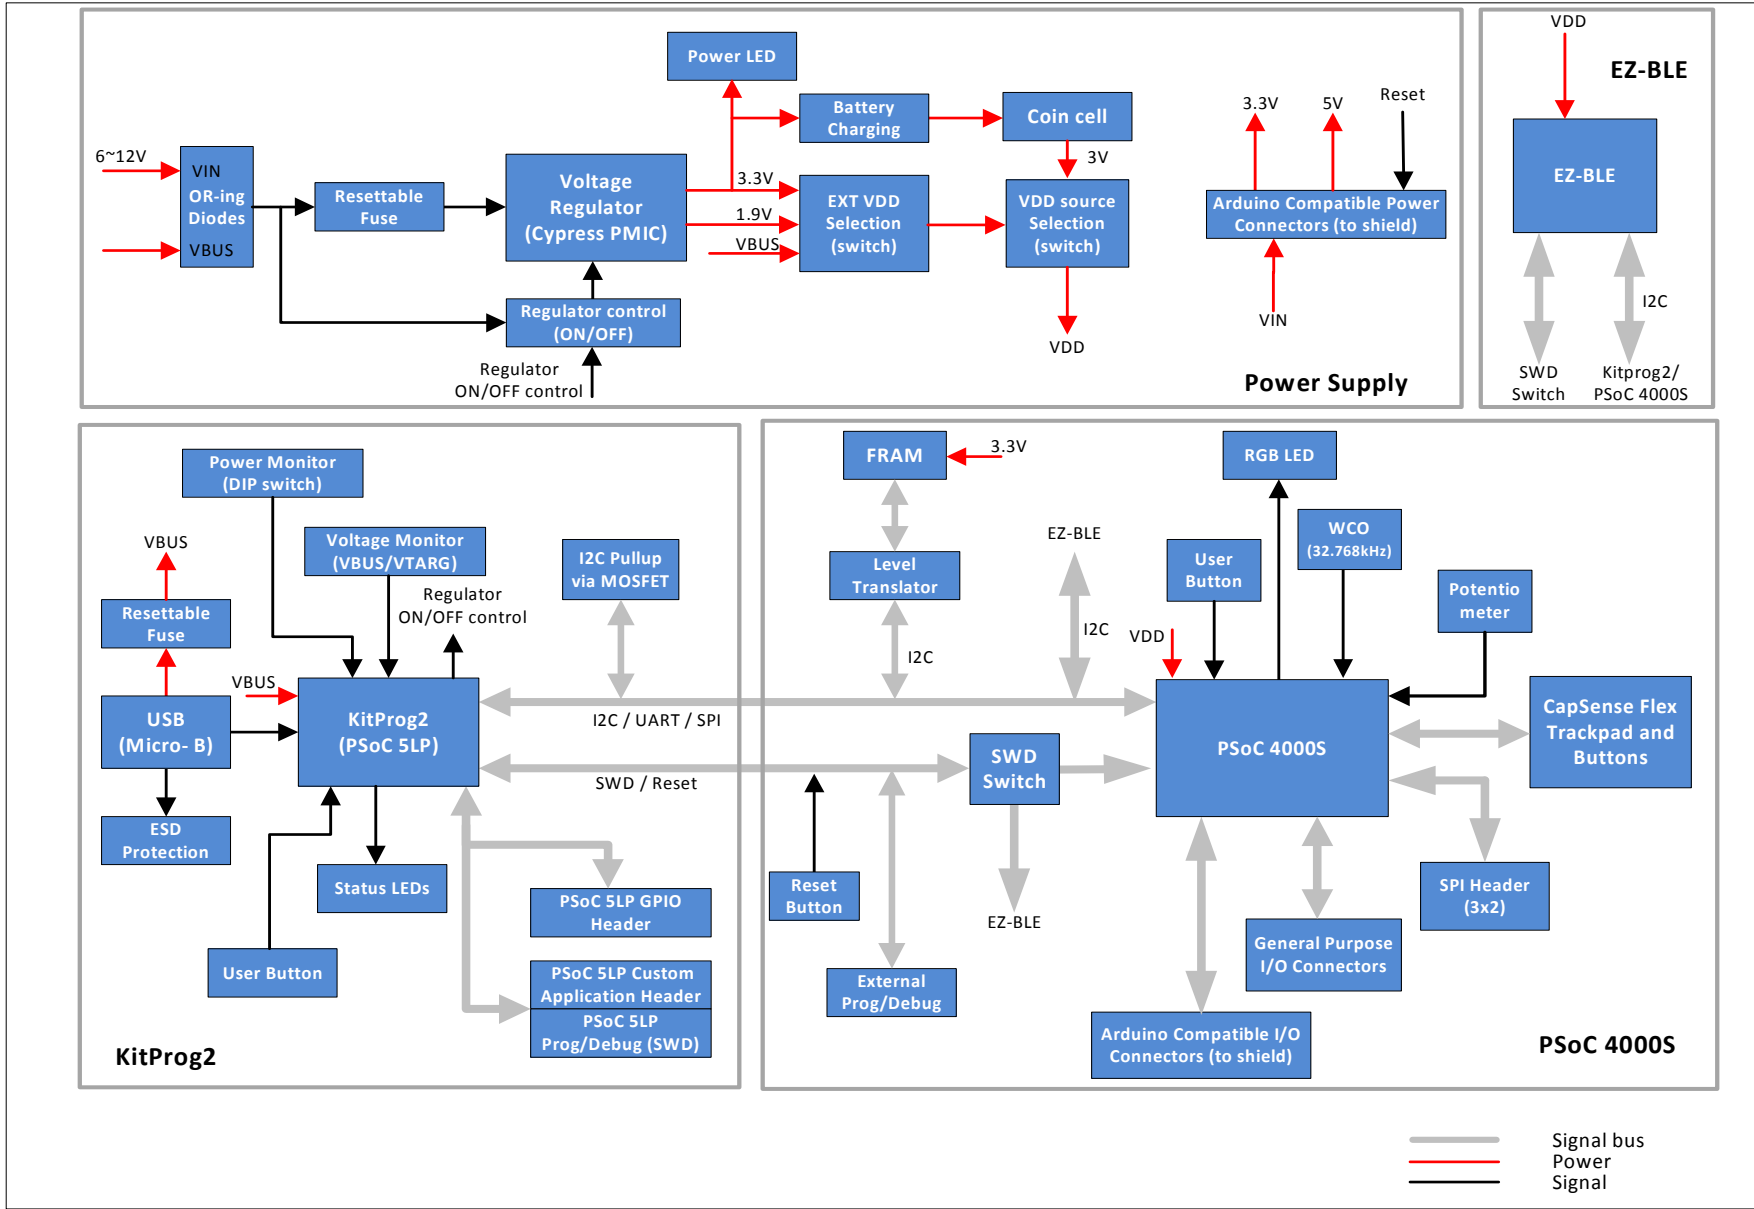 Power LED
Battery
Charging
Coin cell
3V
6~12V
VIN
OR-ing
Diodes
VBUS
Resettable
Fuse
Voltage
Regulator
(Cypress PMIC)
3.3V
1.9V
VBUS
EXT VDD
Selection
(switch)
VDD source
Selection
(switch)
VDD
Regulator control
(ON/OFF)
Regulator
ON/OFF control
3.3V
5V
Reset
Arduino Compatible Power
Connectors (to shield)
VIN
Power Supply
VDD
EZ-BLE
EZ-BLE
I2C
SWD
Switch
Kitprog2/
PSoC 4000S
Power Monitor
(DIP switch)
Voltage Monitor
(VBUS/VTARG)
I2C Pullup
via MOSFET
VBUS
Resettable
Fuse
Regulator
ON/OFF control
VBUS
USB
(Micro- B)
KitProg2
(PSoC 5LP)
I2C / UART / SPI
SWD / Reset
ESD
Protection
Status LEDs
User Button
PSoC 5LP GPIO
Header
PSoC 5LP Custom
Application Header
PSoC 5LP
Prog/Debug (SWD)
KitProg2
FRAM
3.3V
Level
Translator
I2C
EZ-BLE
I2C
RGB LED
WCO
(32.768kHz)
User
Button
VDD
Potentio
meter
PSoC 4000S
CapSense Flex
Trackpad and
Buttons
SWD
Switch
Reset
Button
EZ-BLE
External
Prog/Debug
SPI Header
(3x2)
General Purpose
I/O Connectors
Arduino Compatible I/O
Connectors (to shield)
PSoC 4000S
Signal bus
Power
Signal